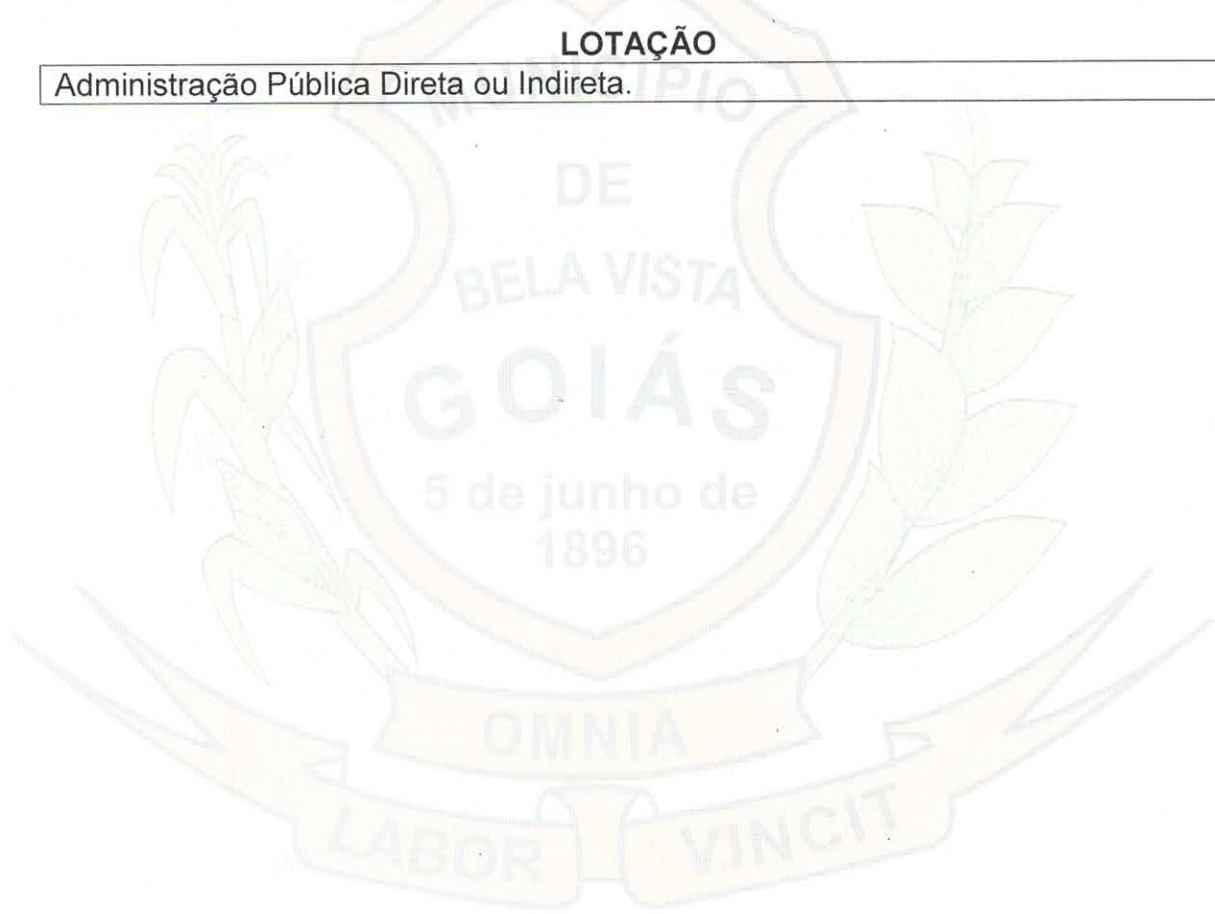 LOTAÇÃO
Administração Pública Direta ou Indireta.
MUNICÍPIO
DE
BELA VISTA
GOIÁS
5 de junho de
1896
OMNIA
LABOR VINCIT